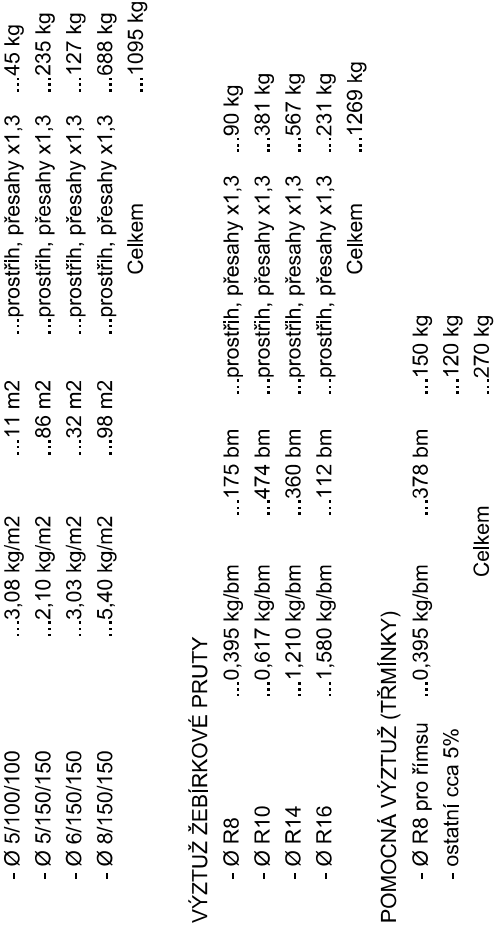 - Ø 5/100/100 ...3,08 kg/m2 ...11 m2 ...prostřih, přesahy x1,3 ...45 kg
- Ø 5/150/150 ...2,10 kg/m2 ...86 m2 ...prostřih, přesahy x1,3 ...235 kg
- Ø 6/150/150 ...3,03 kg/m2 ...32 m2 ...prostřih, přesahy x1,3 ...127 kg
- Ø 8/150/150 ...5,40 kg/m2 ...98 m2 ...prostřih, přesahy x1,3 ...688 kg
Celkem ...1095 kg
VÝZTUŽ ŽEBÍRKOVÉ PRUTY
- Ø R8 ...0,395 kg/bm ...175 bm ...prostřih, přesahy x1,3 ...90 kg
- Ø R10 ...0,617 kg/bm ...474 bm ...prostřih, přesahy x1,3 ...381 kg
- Ø R14 ...1,210 kg/bm ...360 bm ...prostřih, přesahy x1,3 ...567 kg
- Ø R16 ...1,580 kg/bm ...112 bm ...prostřih, přesahy x1,3 ...231 kg
Celkem ...1269 kg
POMOCNÁ VÝZTUŽ (TŘMÍNKY)
- Ø R8 pro římsu ...0,395 kg/bm ...378 bm ...150 kg
- ostatní cca 5% ...120 kg
Celkem ...270 kg